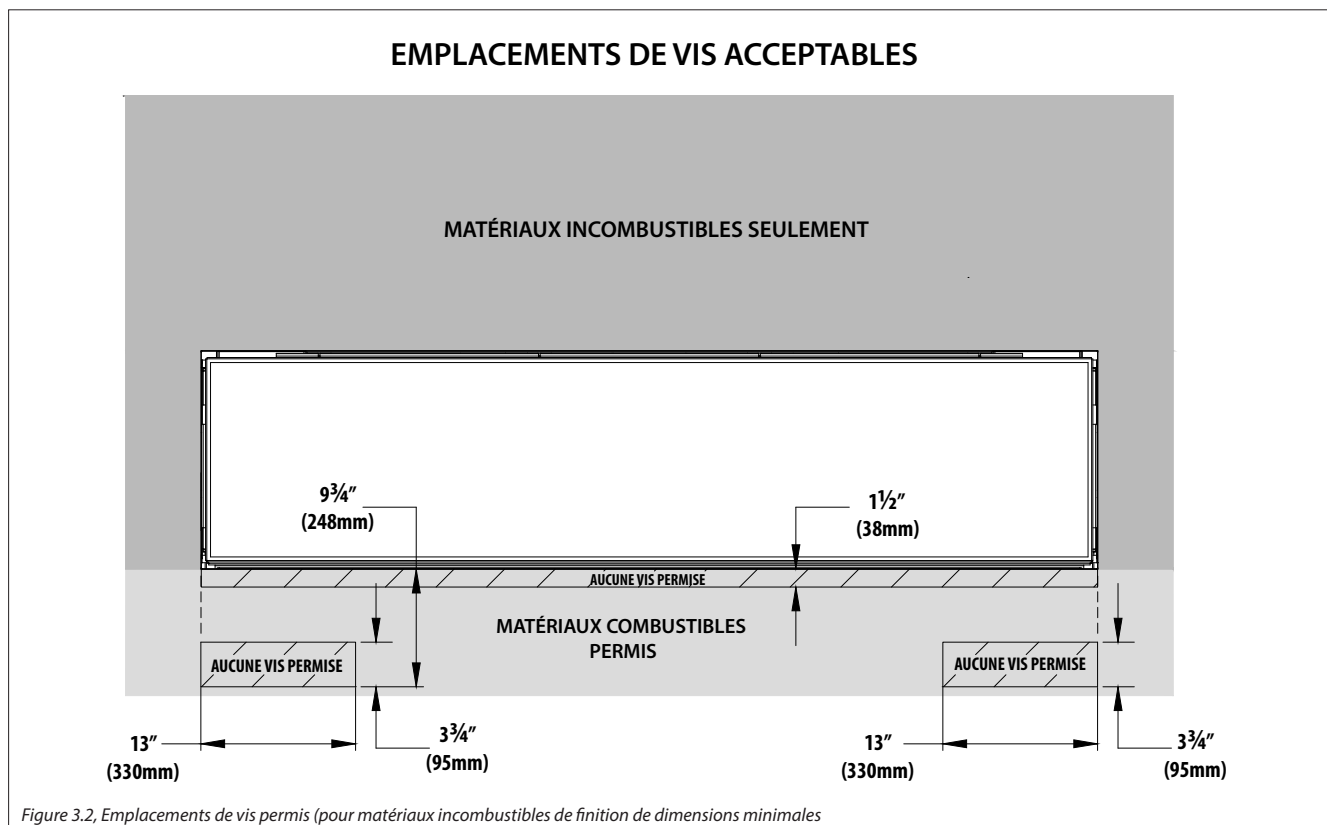 EMPLACEMENTS DE VIS ACCEPTABLES
MATÉRIAUX INCOMBUSTIBLES SEULEMENT
9¾"
(248mm)
1½"
(38mm)
AUCUNE VIS PERMISE
MATÉRIAUX COMBUSTIBLES
PERMIS
AUCUNE VIS PERMISE
AUCUNE VIS PERMISE
13"
(330mm)
3¾"
(95mm)
13"
(330mm)
3¾"
(95mm)
Figure 3.2, Emplacements de vis permis (pour matériaux incombustibles de finition de dimensions minimales